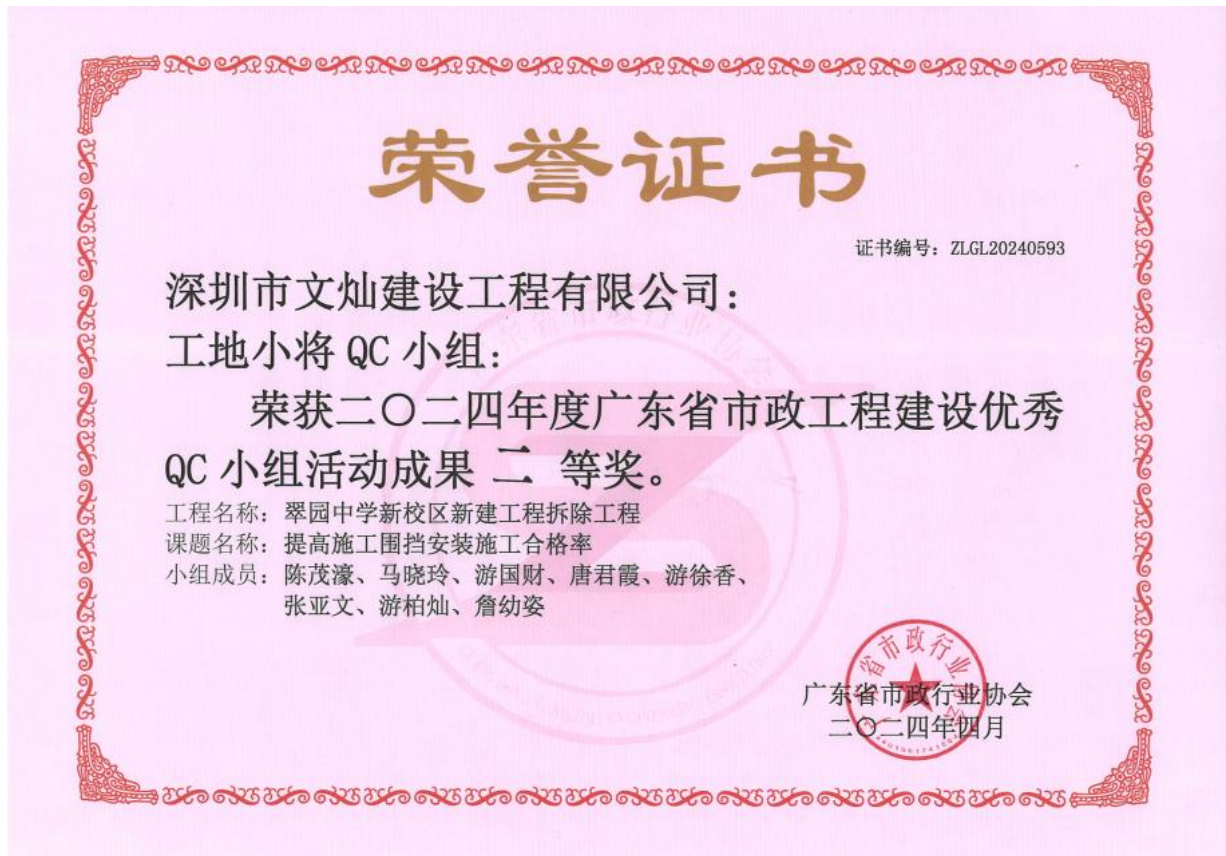 荣誉证书
证书编号：ZLGL20240593
深圳市文灿建设工程有限公司：
工地小将 QC 小组：
荣获二〇二四年度广东省市政工程建设优秀
QC 小组活动成果 二 等奖。
工程名称：翠园中学新校区新建工程拆除工程
课题名称：提高施工围挡安装施工合格率
小组成员：陈茂濠、马晓玲、游国财、唐君霞、游徐香、
张亚文、游柏灿、詹幼姿
广东省市政行业协会
二〇二四年四月